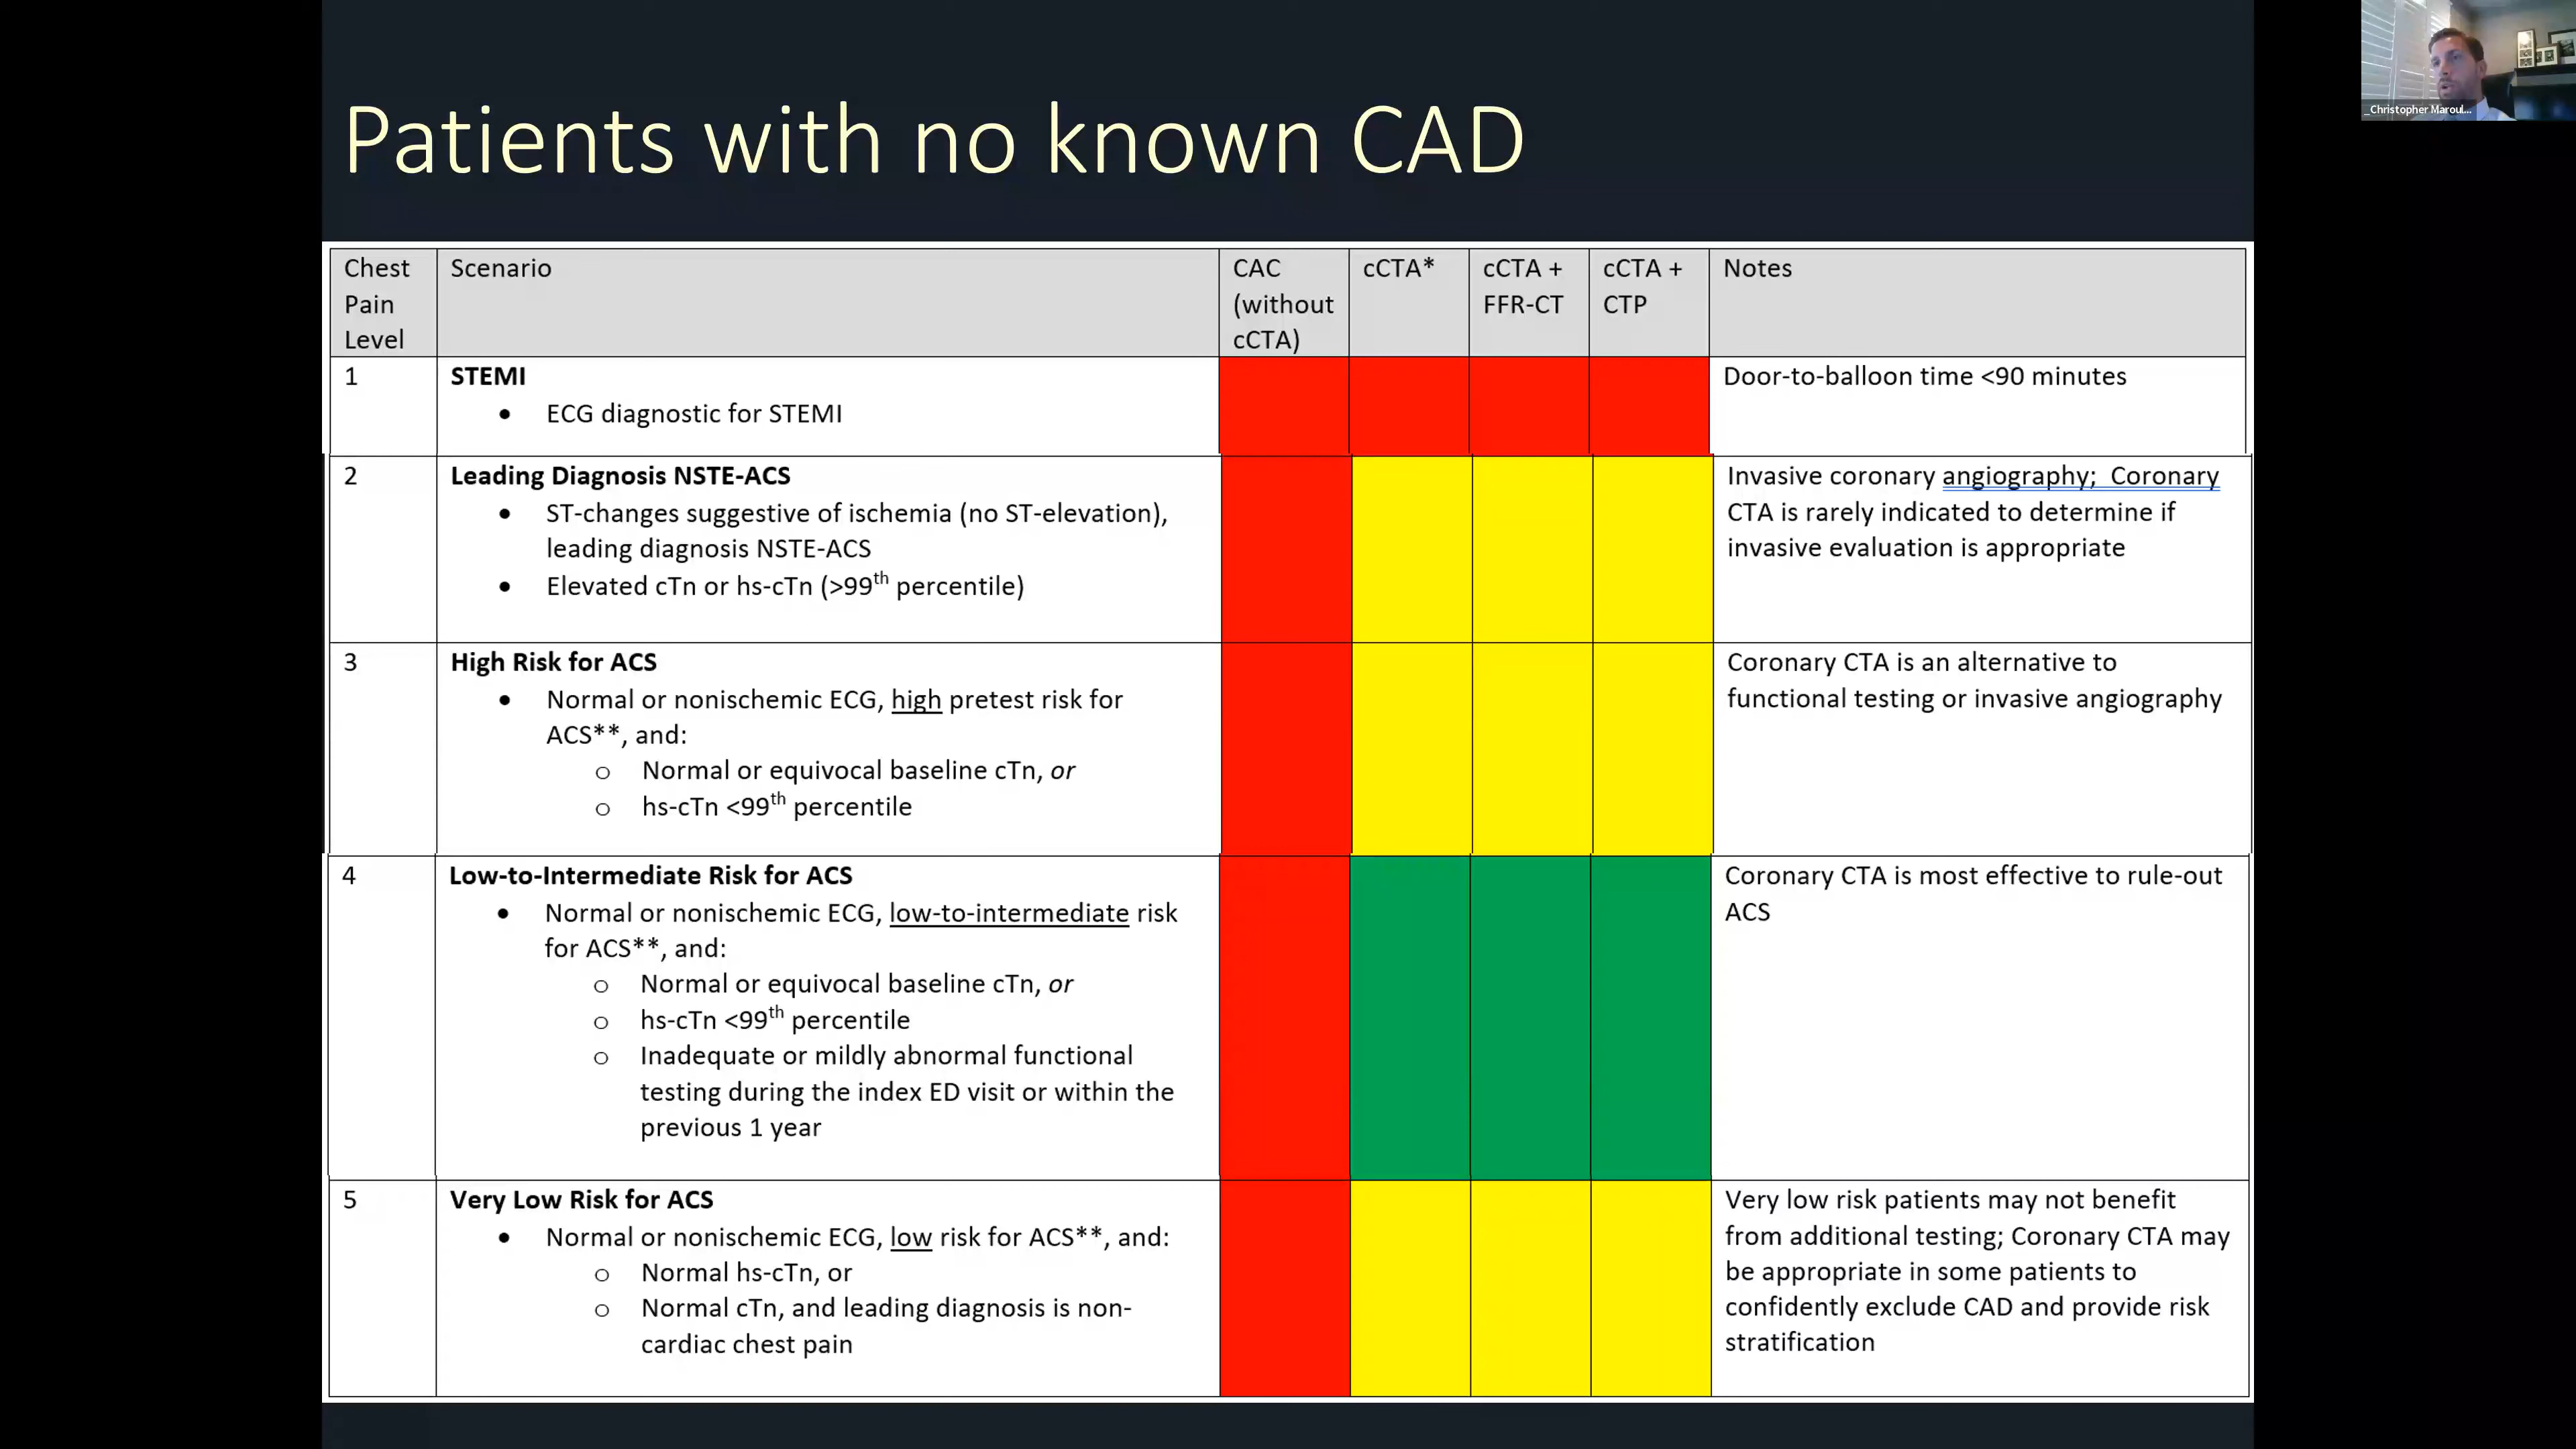 _Christopher Maroul...
Patients with no known CAD
Chest
Pain
Level
Scenario
CAC
(without
cCTA)
cCTA*
cCTA +
FFR-CT
cCTA +
CTP
Notes
1
STEMI
• ECG diagnostic for STEMI
Door-to-balloon time <90 minutes
2
Leading Diagnosis NSTE-ACS
• ST-changes suggestive of ischemia (no ST-elevation),
leading diagnosis NSTE-ACS
• Elevated cTn or hs-cTn (>99th percentile)
Invasive coronary angiography;  Coronary
CTA is rarely indicated to determine if
invasive evaluation is appropriate
3
High Risk for ACS
• Normal or nonischemic ECG, high pretest risk for
ACS**, and:
o Normal or equivocal baseline cTn, or
o hs-cTn <99th percentile
Coronary CTA is an alternative to
functional testing or invasive angiography
4
Low-to-Intermediate Risk for ACS
• Normal or nonischemic ECG, low-to-intermediate risk
for ACS**, and:
o Normal or equivocal baseline cTn, or
o hs-cTn <99th percentile
o Inadequate or mildly abnormal functional
testing during the index ED visit or within the
previous 1 year
Coronary CTA is most effective to rule-out
ACS
5
Very Low Risk for ACS
• Normal or nonischemic ECG, low risk for ACS**, and:
o Normal hs-cTn, or
o Normal cTn, and leading diagnosis is non-
cardiac chest pain
Very low risk patients may not benefit
from additional testing; Coronary CTA may
be appropriate in some patients to
confidently exclude CAD and provide risk
stratification